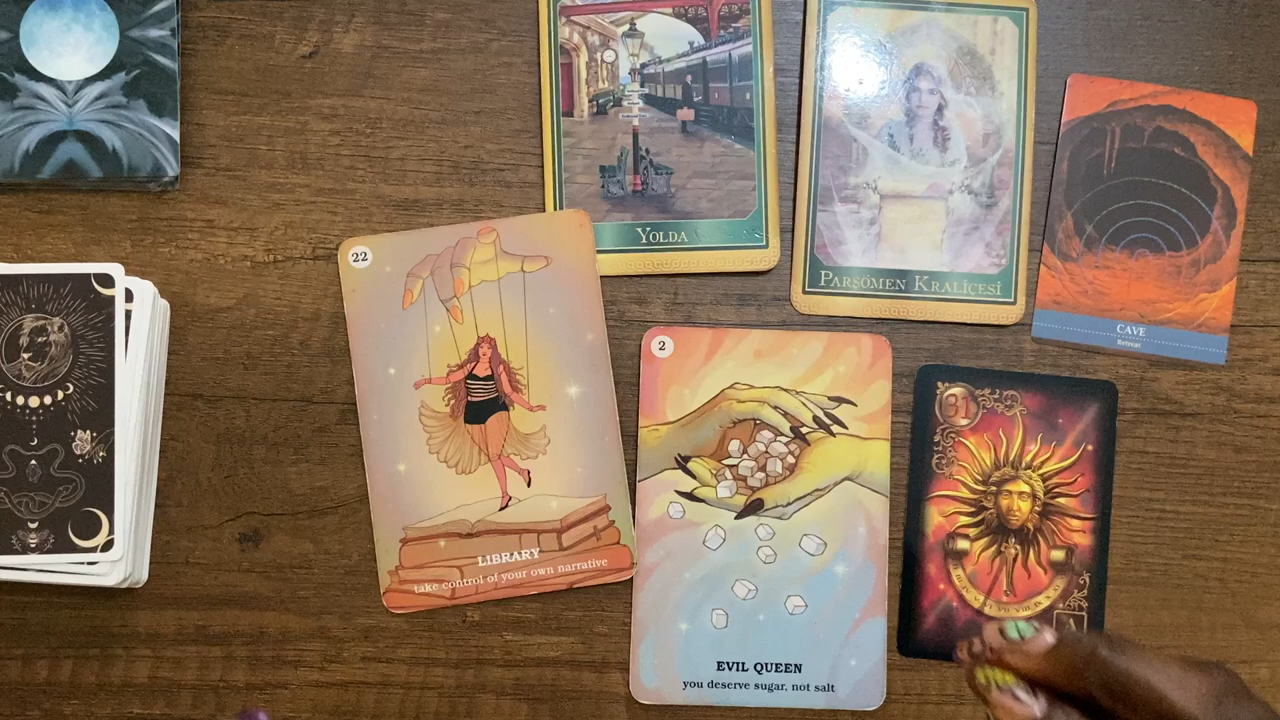 YOLDA
PARŞÖMEN KRALİÇESİ
CAVE
Retreat
22
LIBRARY
take control of your own narrative
2
EVIL QUEEN
you deserve sugar, not salt
31
A